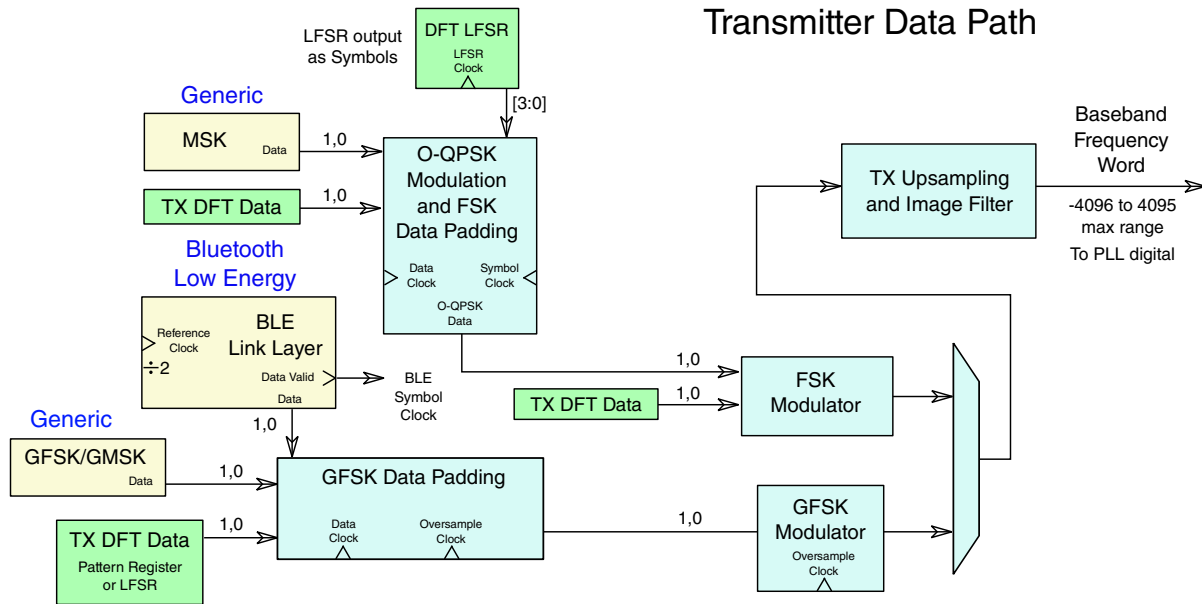 Transmitter Data Path
LFSR output
as Symbols
DFT LFSR
LFSR
Clock
[3:0]
Generic
MSK
Data
1,0
TX DFT Data
1,0
O-QPSK
Modulation
and FSK
Data Padding
Data
Clock
Symbol
Clock
O-QPSK
Data
TX Upsampling
and Image Filter
Baseband
Frequency
Word
-4096 to 4095
max range
To PLL digital
Bluetooth
Low Energy
Reference
Clock
÷2
BLE
Link Layer
Data Valid
Data
BLE
Symbol
Clock
1,0
1,0
TX DFT Data
1,0
FSK
Modulator
Generic
GFSK/GMSK
Data
1,0
TX DFT Data
Pattern Register
or LFSR
1,0
GFSK Data Padding
Data
Clock
Oversample
Clock
1,0
GFSK
Modulator
Oversample
Clock